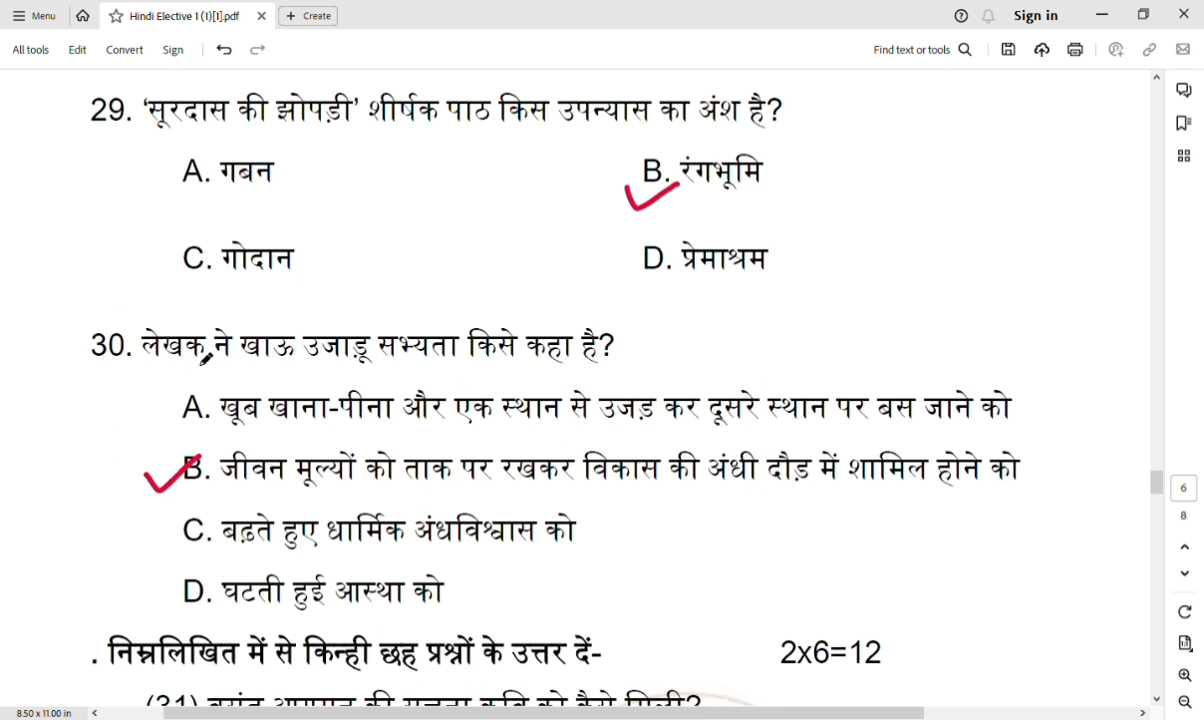 Menu Hindi Elective 1 (1)[1].pdf Create Sign in
All tools Edit Convert Sign Find text or tools
29. 'सूरदास की झोपड़ी' शीर्षक पाठ किस उपन्यास का अंश है?
A. गबन B. रंगभूमि
C. गोदान D. प्रेमाश्रम
30. लेखक ने खाऊ उजाड़ू सभ्यता किसे कहा है?
A. खूब खाना-पीना और एक स्थान से उजड़ कर दूसरे स्थान पर बस जाने को
B. जीवन मूल्यों को ताक पर रखकर विकास की अंधी दौड़ में शामिल होने को
C. बढ़ते हुए धार्मिक अंधविश्वास को
D. घटती हुई आस्था को
. निम्नलिखित में से किन्ही छह प्रश्नों के उत्तर दें- 2x6=12
6
8
8.50 x 11.00 in